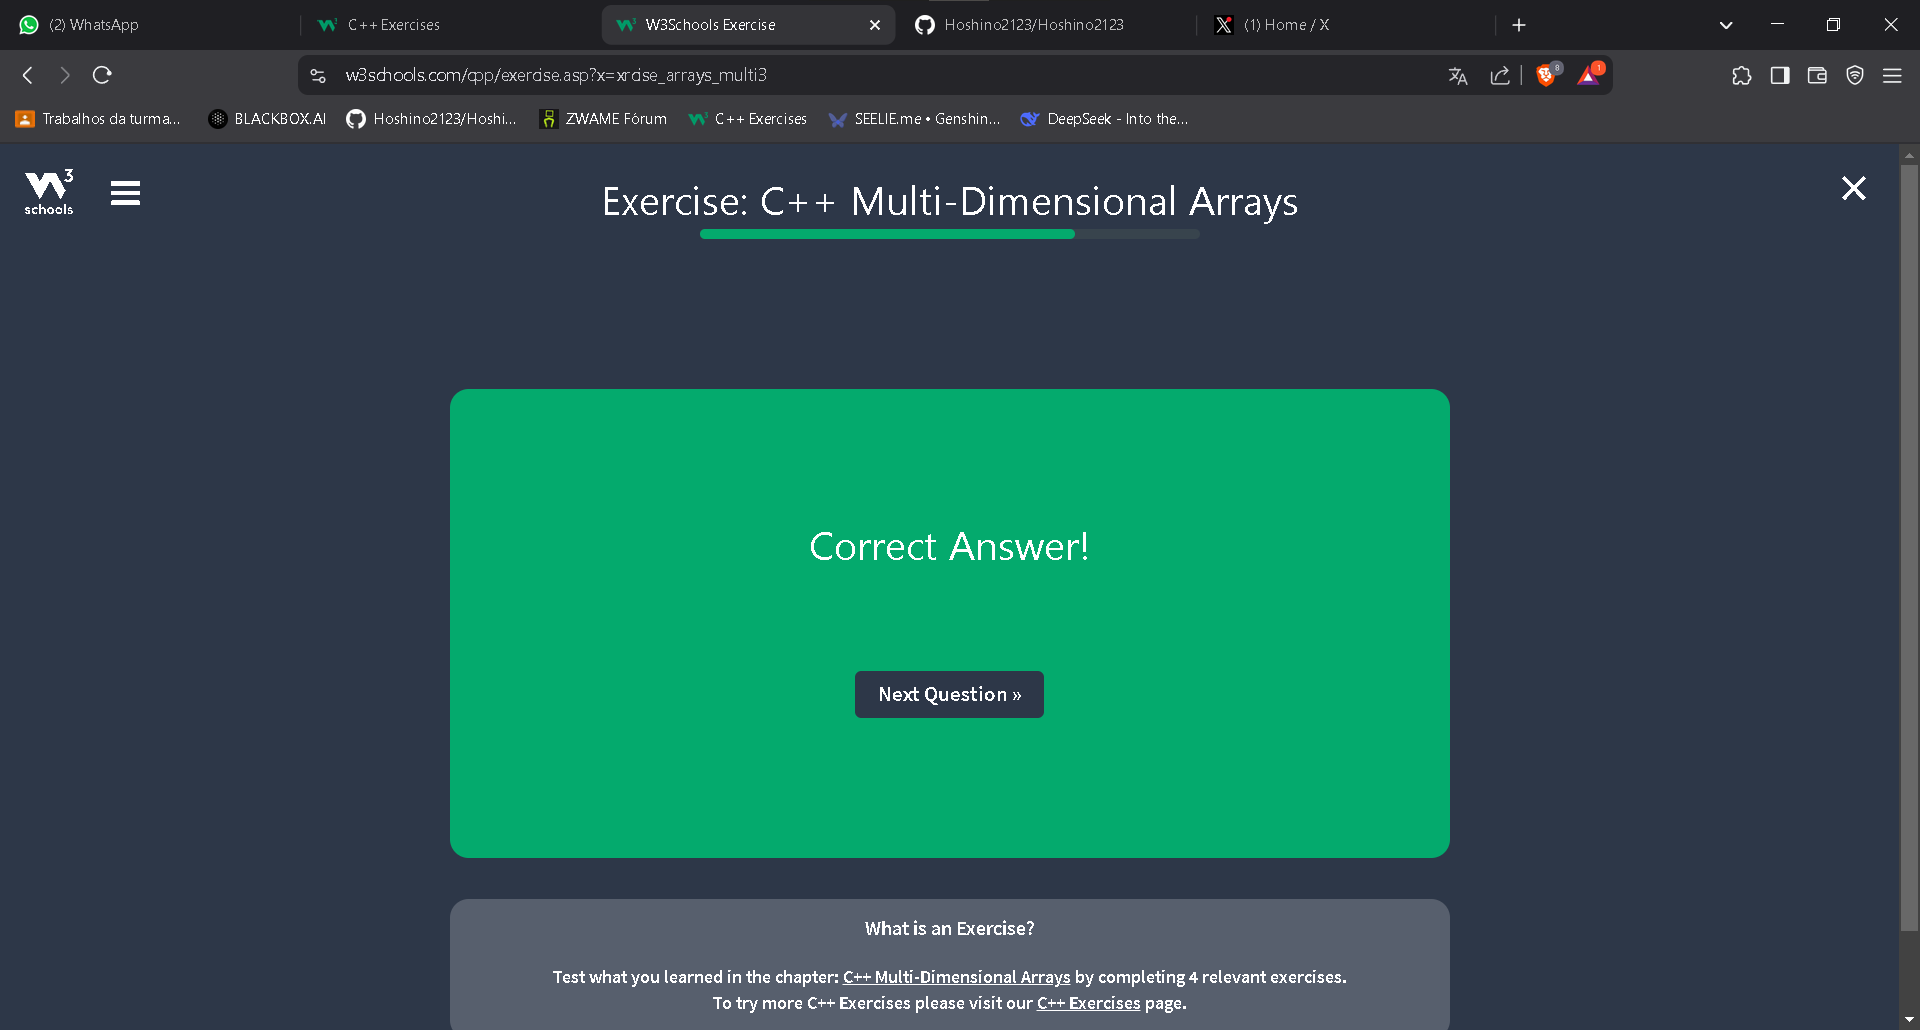 (2) WhatsApp
C++ Exercises
W3Schools Exercise
Hoshino2123/Hoshino2123
(1) Home / X
w3schools.com/cpp/exercise.asp?x=xrcise_arrays_multi3
8
1
Trabalhos da turma...
BLACKBOX.AI
Hoshino2123/Hoshi...
ZWAME Fórum
C++ Exercises
SEELIE.me • Genshin...
DeepSeek - Into the...
3
schools
Exercise: C++ Multi-Dimensional Arrays
Correct Answer!
Next Question »
What is an Exercise?
Test what you learned in the chapter: C++ Multi-Dimensional Arrays by completing 4 relevant exercises.
To try more C++ Exercises please visit our C++ Exercises page.